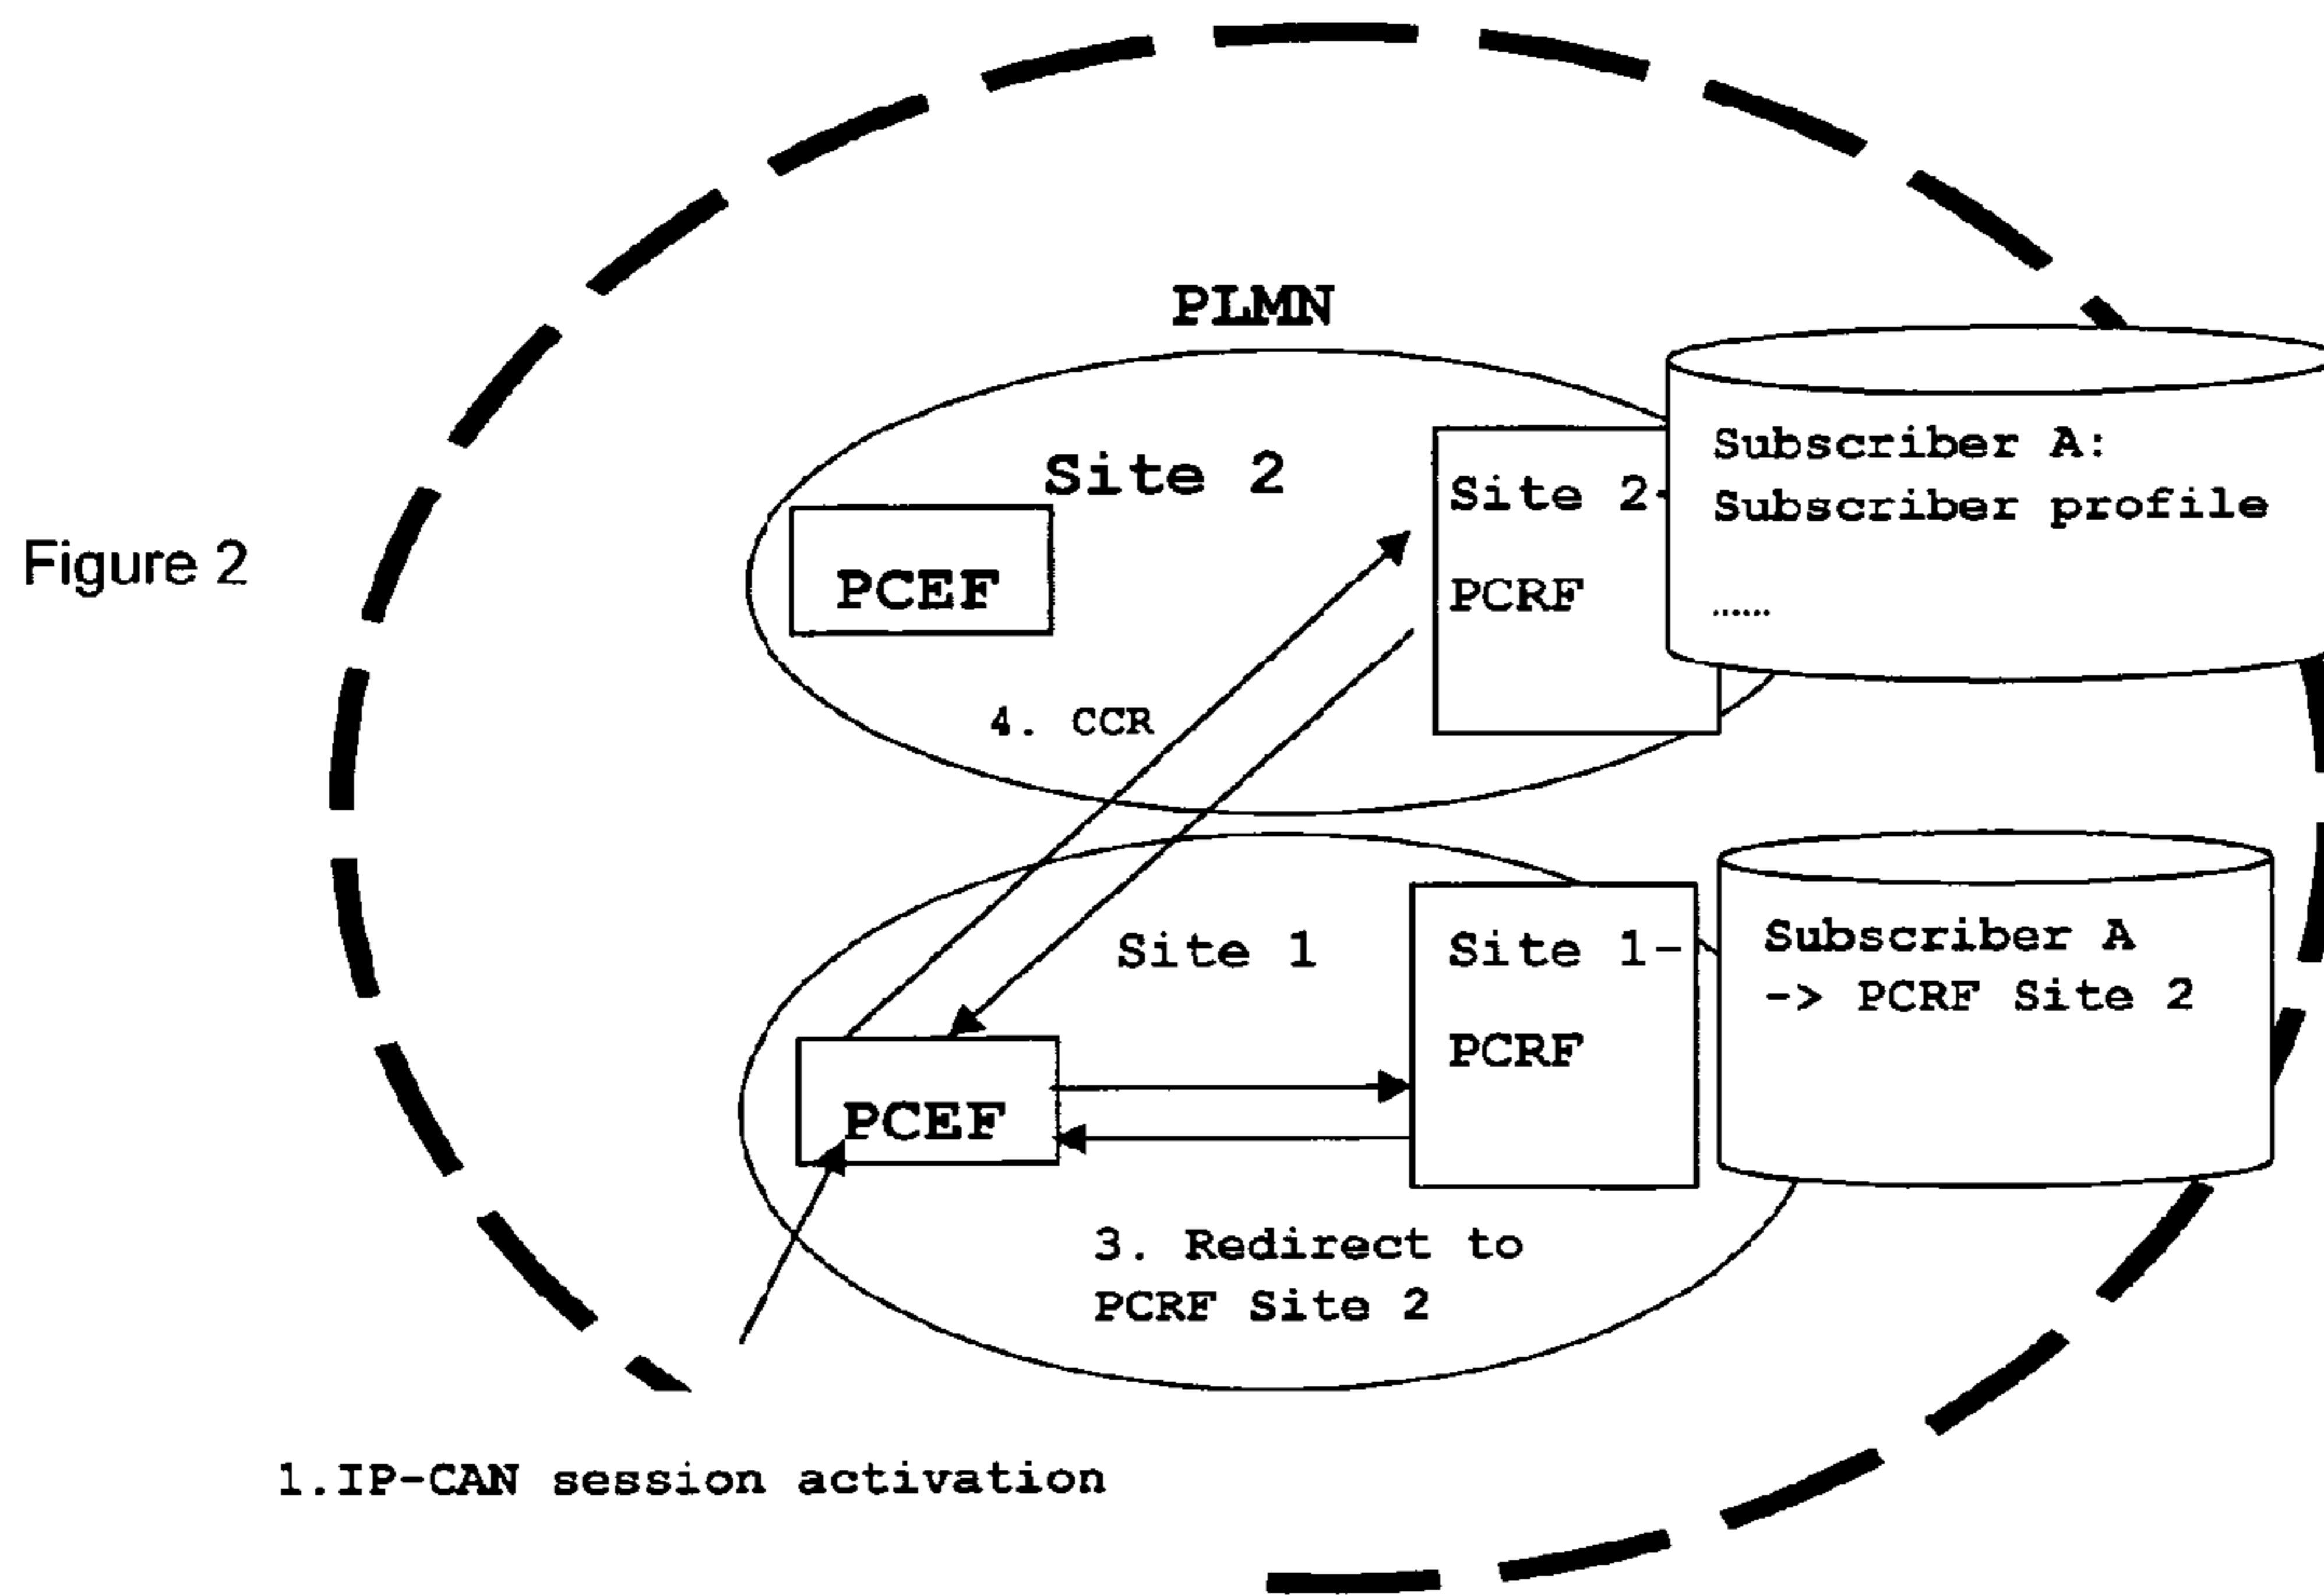 Figure 2
PLMN
Site 2
PCEF
4. CCR
Site 2-
PCRF
Subscriber A:
Subscriber profile
......
Site 1
PCEF
Site 1-
PCRF
Subscriber A
-> PCRF Site 2
3. Redirect to
PCRF Site 2
1.IP-CAN session activation